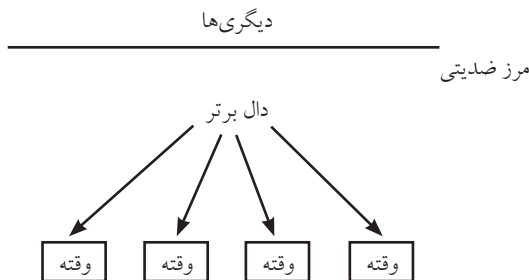 دیگری‌ها
مرز ضدیتی
دال برتر
وقته وقته وقته وقته